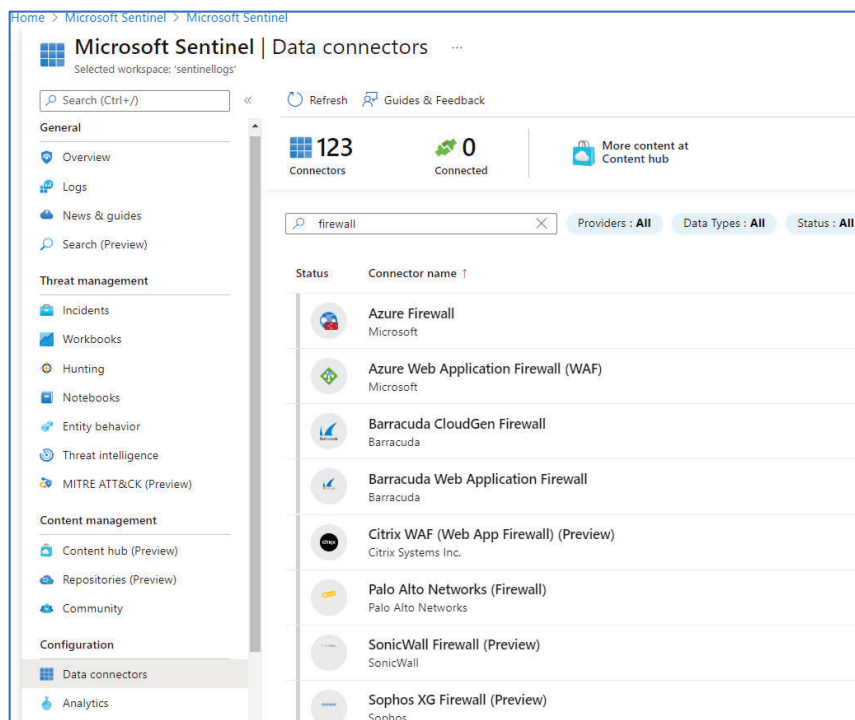 Home > Microsoft Sentinel > Microsoft Sentinel
Microsoft Sentinel | Data connectors ...
Selected workspace: 'sentinellogs'
Search (Ctrl+/)
«
Refresh
Guides & Feedback
General
Overview
Logs
News & guides
Search (Preview)
Threat management
Incidents
Workbooks
Hunting
Notebooks
Entity behavior
Threat intelligence
MITRE ATT&CK (Preview)
Content management
Content hub (Preview)
Repositories (Preview)
Community
Configuration
Data connectors
Analytics
123
Connectors
0
Connected
More content at
Content hub
firewall
Providers : All
Data Types : All
Status : All
Status
Connector name ↑
Azure Firewall
Microsoft
Azure Web Application Firewall (WAF)
Microsoft
Barracuda CloudGen Firewall
Barracuda
Barracuda Web Application Firewall
Barracuda
citrix
Citrix WAF (Web App Firewall) (Preview)
Citrix Systems Inc.
Palo Alto Networks (Firewall)
Palo Alto Networks
SonicWall Firewall (Preview)
SonicWall
Sophos XG Firewall (Preview)
Sophos